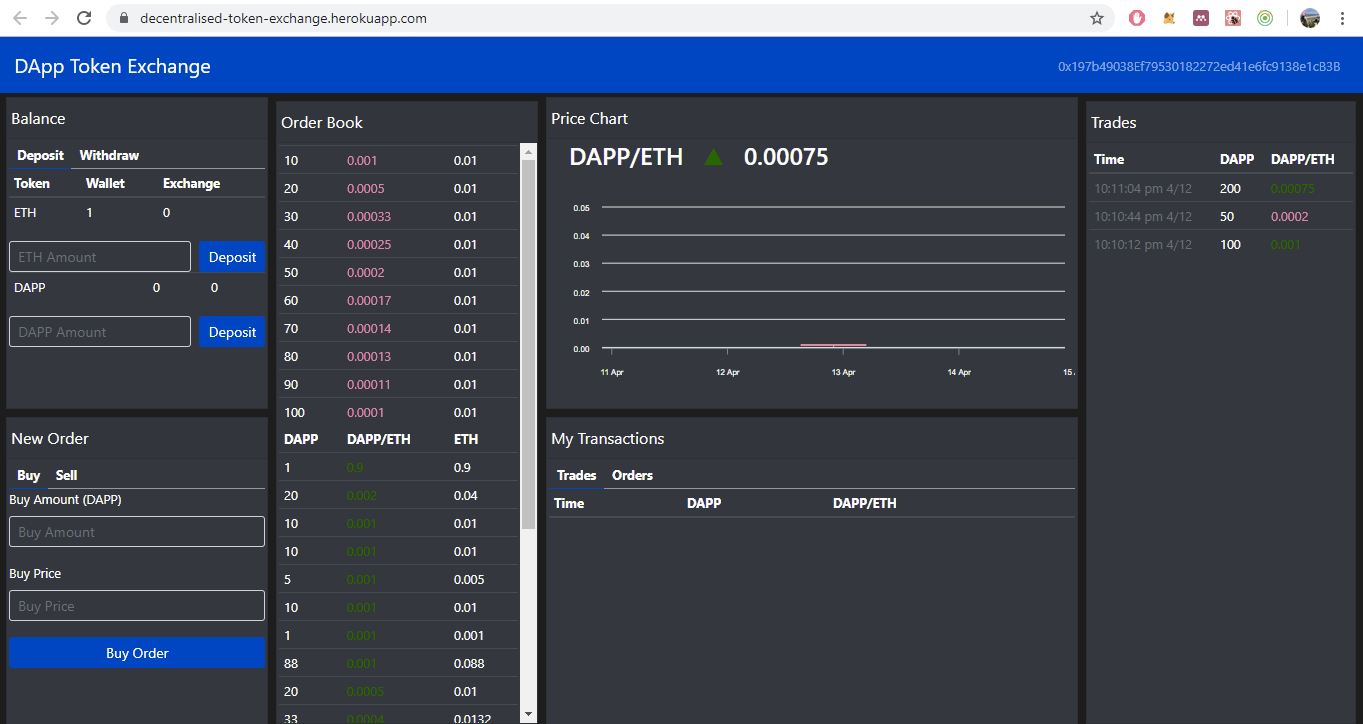 decentralised-token-exchange.herokuapp.com
DApp Token Exchange
0x197b49038Ef79530182272ed41e6fc9138e1cB3B
Balance
Deposit Withdraw
Token Wallet Exchange
ETH 1 0
ETH Amount Deposit
DAPP 0 0
DAPP Amount Deposit
New Order
Buy Sell
Buy Amount (DAPP)
Buy Amount
Buy Price
Buy Price
Buy Order
Order Book
10 0.001 0.01
20 0.0005 0.01
30 0.00033 0.01
40 0.00025 0.01
50 0.0002 0.01
60 0.00017 0.01
70 0.00014 0.01
80 0.00013 0.01
90 0.00011 0.01
100 0.0001 0.01
DAPP DAPP/ETH ETH
1 0.9 0.9
20 0.002 0.04
10 0.001 0.01
10 0.001 0.01
5 0.001 0.005
10 0.001 0.01
1 0.001 0.001
88 0.001 0.088
20 0.0005 0.01
33 0.0004 0.0132
Price Chart
DAPP/ETH ▲ 0.00075
0.05
0.04
0.03
0.02
0.01
0.00
11 Apr 12 Apr 13 Apr 14 Apr 15
My Transactions
Trades Orders
Time DAPP DAPP/ETH
Trades
Time DAPP DAPP/ETH
10:11:04 pm 4/12 200 0.00075
10:10:44 pm 4/12 50 0.0002
10:10:12 pm 4/12 100 0.001